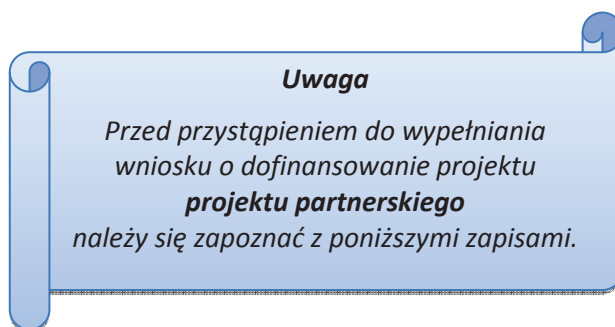 Uwaga
Przed przystąpieniem do wypełniania
wniosku o dofinansowanie projektu
projektu partnerskiego
należy się zapoznać z poniższymi zapisami.